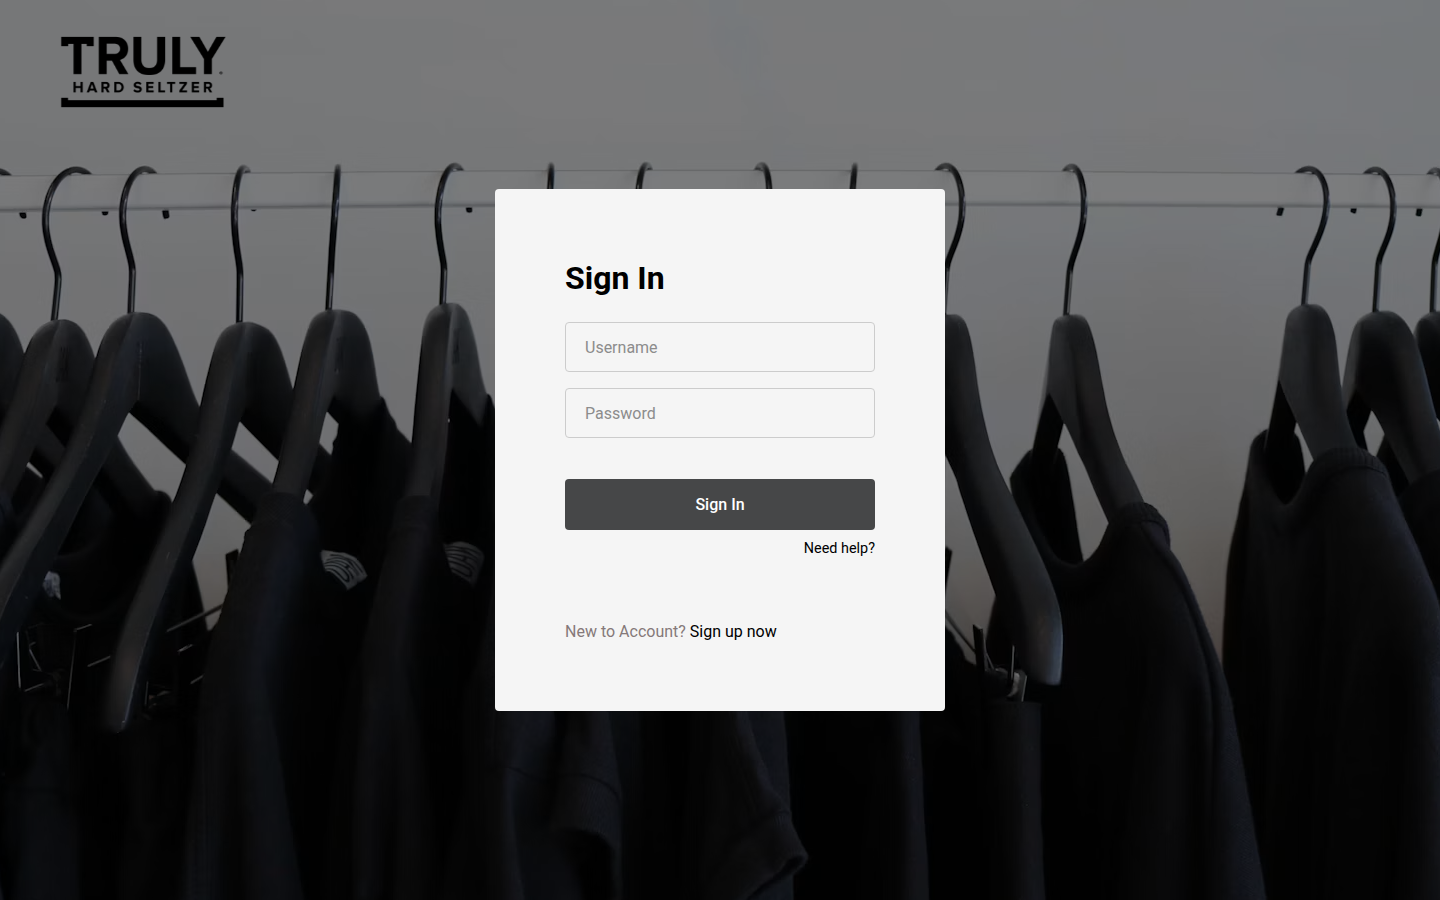 TRULY
HARD SELTZER
Sign In
Username
Password
Sign In
Need help?
New to Account? Sign up now